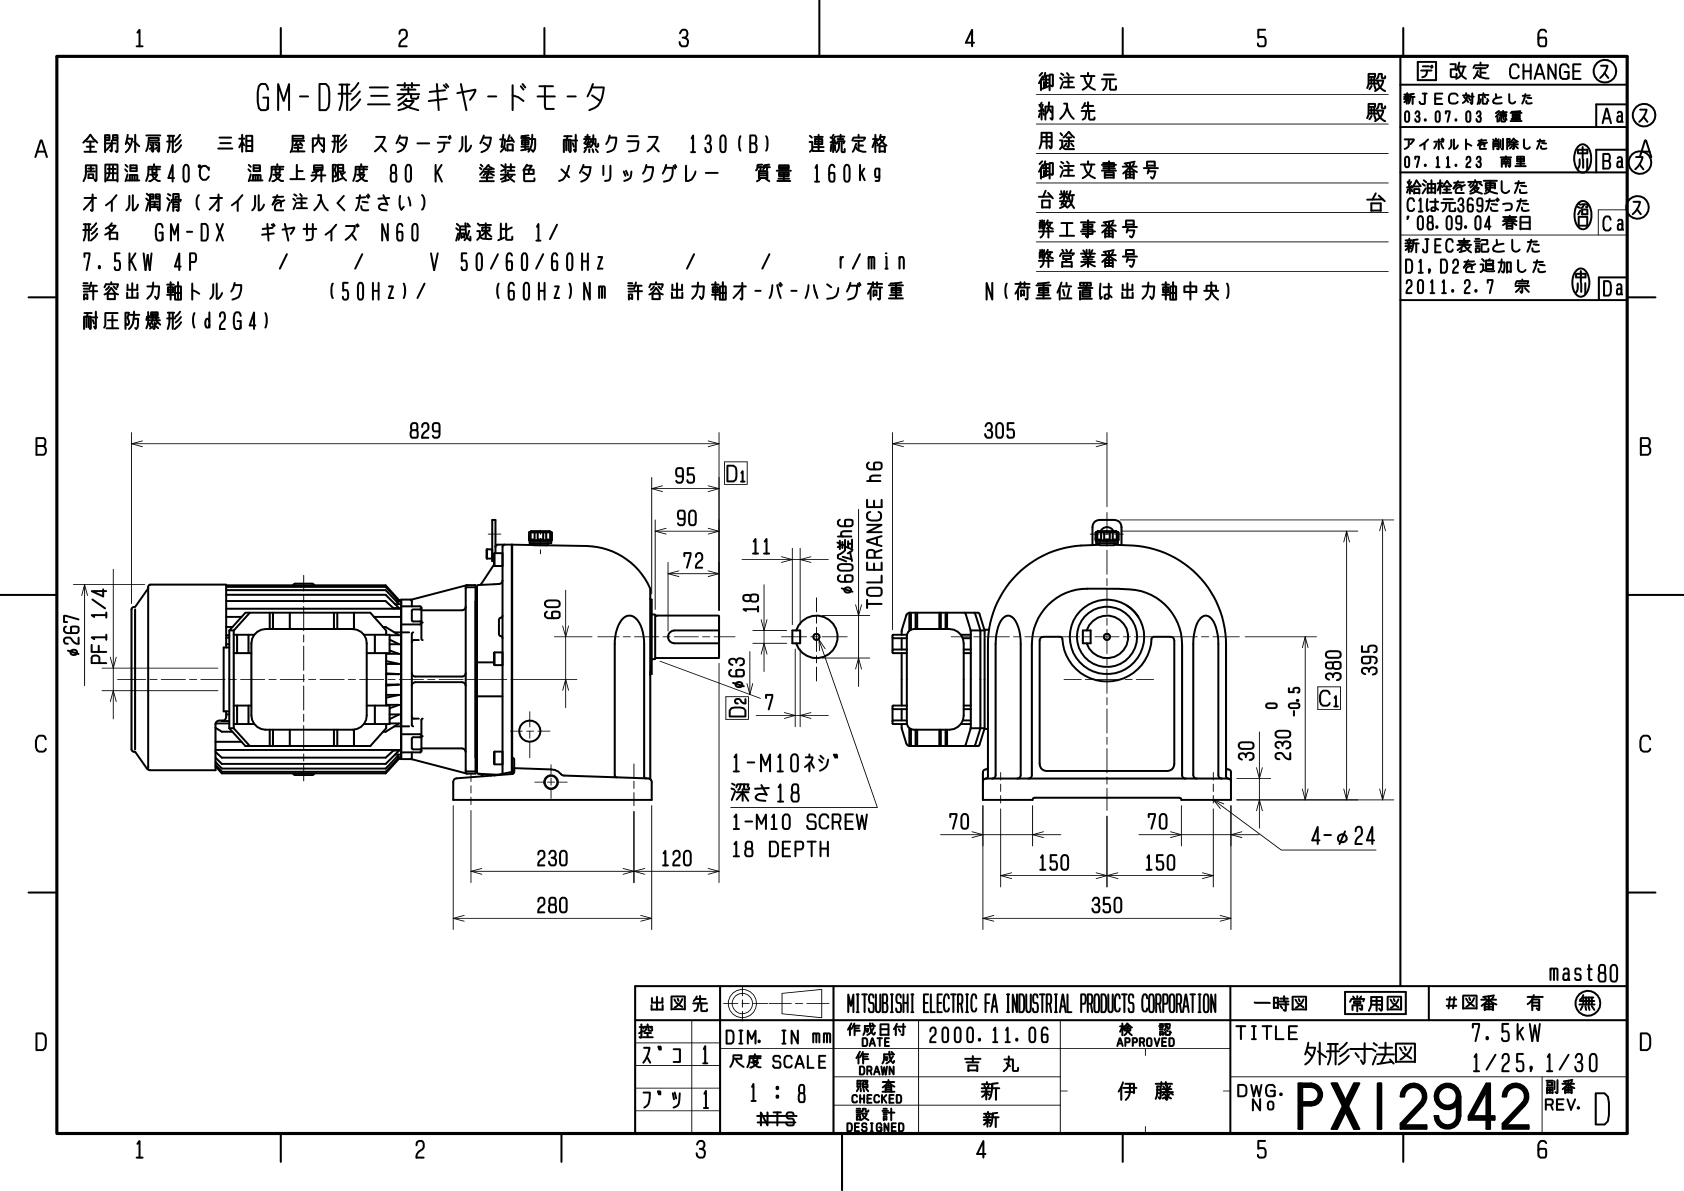 1 2 3 4 5 6
GM-D形三菱ギヤ-ドモ-タ
全閉外扇形 三相 屋内形 スターデルタ始動 耐熱クラス 130(B) 連続定格
周囲温度40℃ 温度上昇限度 80 K 塗装色 メタリックグレー 質量 160kg
オイル潤滑(オイルを注入ください)
形名 GM-DX ギヤサイズ N60 減速比 1/
7.5KW 4P / / V 50/60/60Hz / / r/min
許容出力軸トルク (50Hz)/ (60Hz)Nm 許容出力軸オ-バ-ハング荷重 N(荷重位置は出力軸中央)
耐圧防爆形(d2G4)
御注文元 殿
納入先 殿
用途
御注文書番号
台数 台
弊工事番号
弊営業番号
デ 改定 CHANGE ス
新JEC対応とした
03.07.03 徳重 Aa ス
アイボルトを削除した
07.11.23 南里 Ba ス
給油栓を変更した
C1は元369だった
'08.09.04 春日 Ca ス
新JEC表記とした
D1,D2を追加した
2011.2.7 宗 Da
A A
B B
C C
D D
829
95 D1
90
72
60
φ267
PF1 1/4
230 120
280
11
18
φ60公差h6
TOLERANCE h6
D2 φ63
7
1-M10ネジ
深さ18
1-M10 SCREW
18 DEPTH
305
395
C1 380
230 0 -0.5
30
70 70
4-φ24
150 150
350
mast80
出図先
控
ズコ 1
ブツ 1
DIM. IN mm
尺度 SCALE
1 : 8
NTS
MITSUBISHI ELECTRIC FA INDUSTRIAL PRODUCTS CORPORATION
作成日付 DATE 2000.11.06 検認 APPROVED
作成 DRAWN 吉丸
照査 CHECKED 新 伊藤
設計 DESIGNED 新
一時図 常用図 #図番 有 無
TITLE 7.5kW
外形寸法図 1/25,1/30
DWG. No PX12942 副番 REV. D
1 2 3 4 5 6